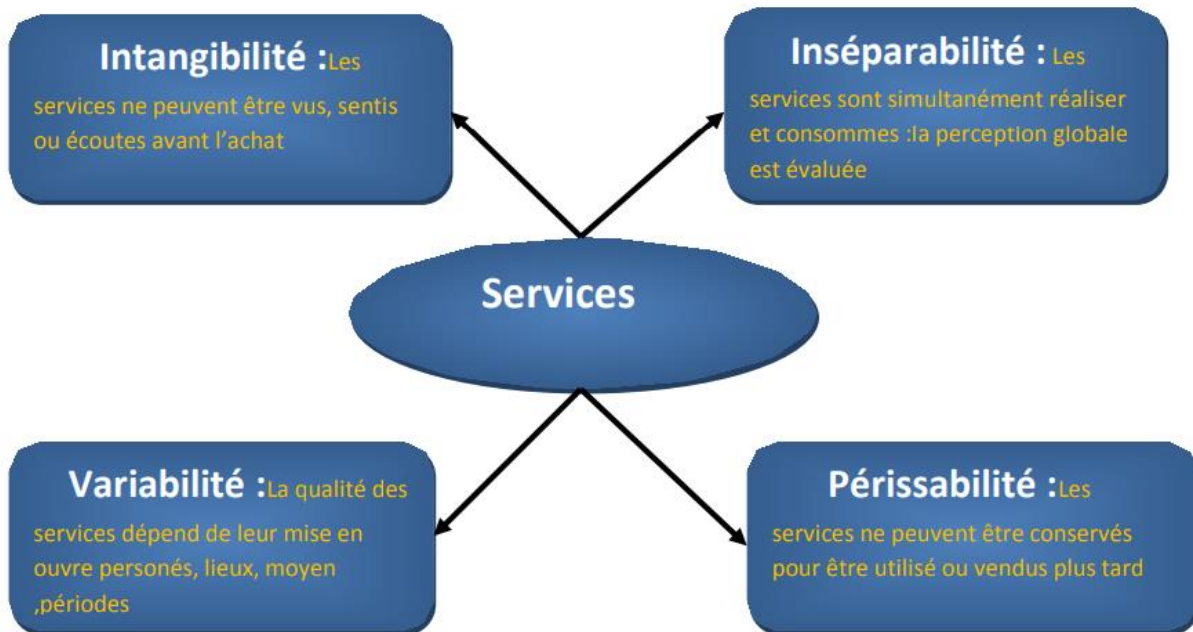 Intangibilité :Les
services ne peuvent être vus, sentis
ou écoutes avant l’achat
Inséparabilité : Les
services sont simultanément réaliser
et consommes :la perception globale
est évaluée
Services
Variabilité :La qualité des
services dépend de leur mise en
ouvre personés, lieux, moyen
,périodes
Périssabilité :Les
services ne peuvent être conservés
pour être utilisé ou vendus plus tard